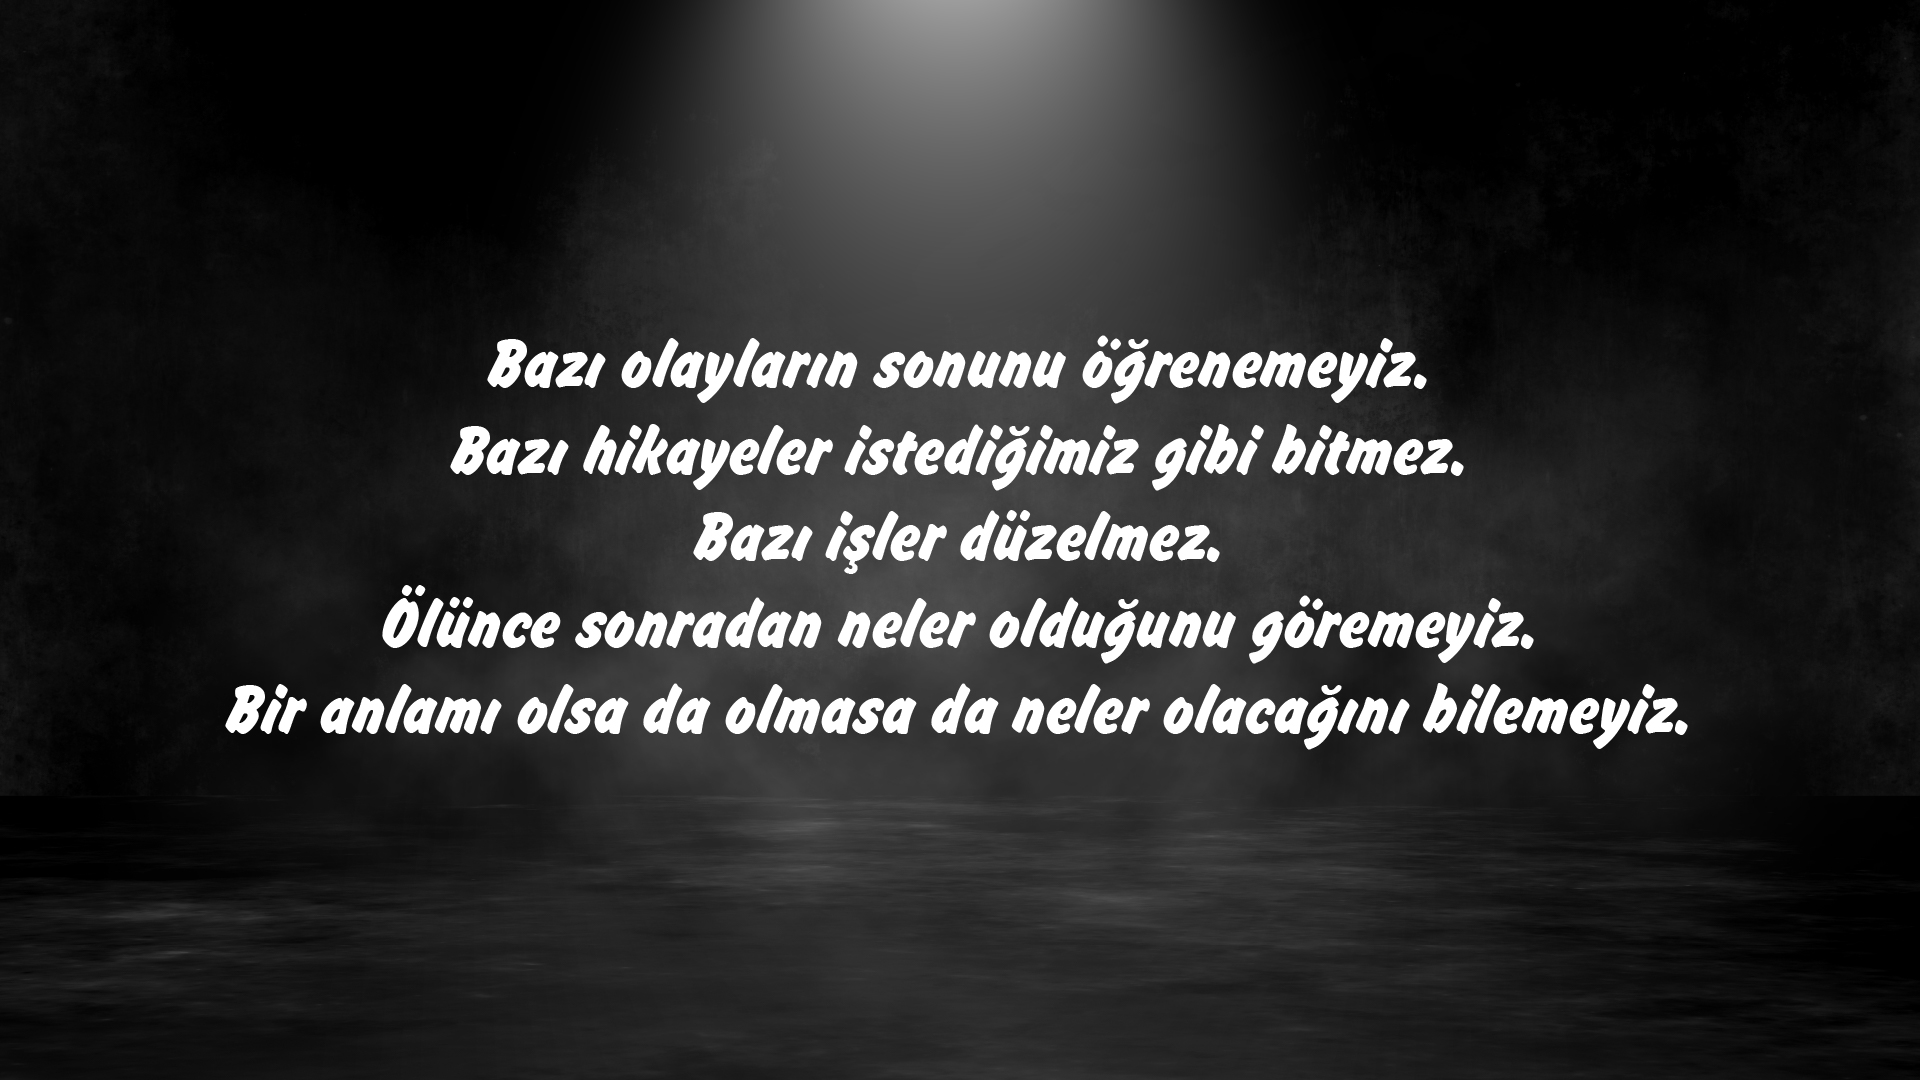 Bazı olayların sonunu öğrenemeyiz.
Bazı hikayeler istediğimiz gibi bitmez.
Bazı işler düzelmez.
Ölünce sonradan neler olduğunu göremeyiz.
Bir anlamı olsa da olmasa da neler olacağını bilemeyiz.